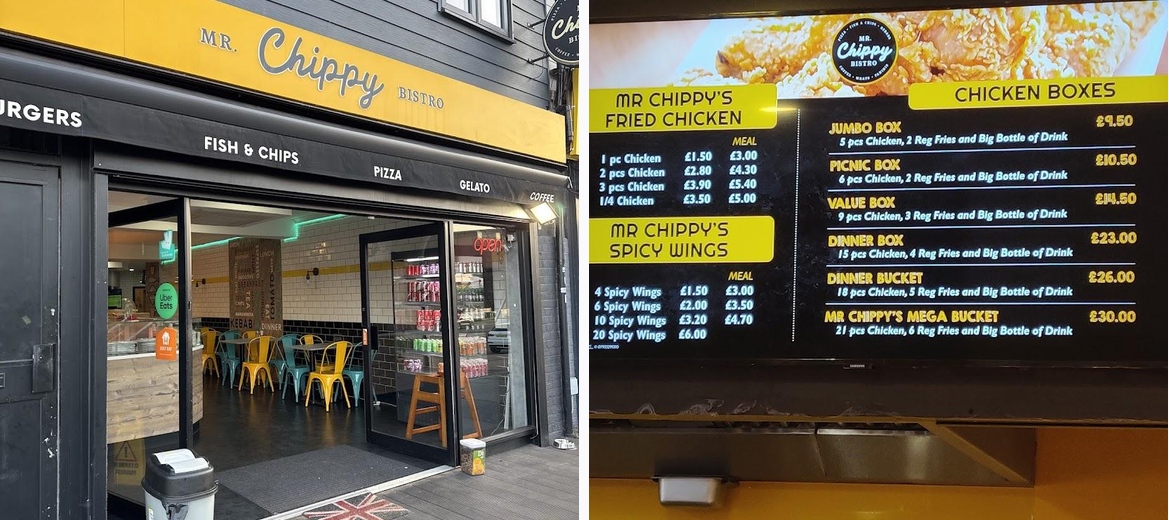 MR. Chippy BISTRO
URGERS
FISH & CHIPS
PIZZA
GELATO
COFFEE
open
Uber
Eats
KEBAB
DINNER
MR.
Chippy
BISTRO
MR CHIPPY'S
FRIED CHICKEN
MEAL
1 pc Chicken £1.50 £3.00
2 pcs Chicken £2.80 £4.30
3 pcs Chicken £3.90 £5.40
1/4 Chicken £3.50 £5.00
MR CHIPPY'S
SPICY WINGS
MEAL
4 Spicy Wings £1.50 £3.00
6 Spicy Wings £2.00 £3.50
10 Spicy Wings £3.20 £4.70
20 Spicy Wings £6.00
CHICKEN BOXES
JUMBO BOX £9.50
5 pcs Chicken, 2 Reg Fries and Big Bottle of Drink
PICNIC BOX £10.50
6 pcs Chicken, 2 Reg Fries and Big Bottle of Drink
VALUE BOX £14.50
9 pcs Chicken, 3 Reg Fries and Big Bottle of Drink
DINNER BOX £23.00
15 pcs Chicken, 4 Reg Fries and Big Bottle of Drink
DINNER BUCKET £26.00
18 pcs Chicken, 5 Reg Fries and Big Bottle of Drink
MR CHIPPY'S MEGA BUCKET £30.00
21 pcs Chicken, 6 Reg Fries and Big Bottle of Drink
SAMSUNG